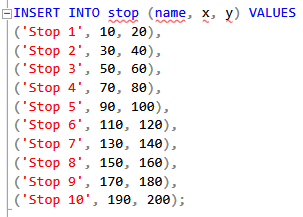 INSERT INTO stop (name, x, y) VALUES
('Stop 1', 10, 20),
('Stop 2', 30, 40),
('Stop 3', 50, 60),
('Stop 4', 70, 80),
('Stop 5', 90, 100),
('Stop 6', 110, 120),
('Stop 7', 130, 140),
('Stop 8', 150, 160),
('Stop 9', 170, 180),
('Stop 10', 190, 200);